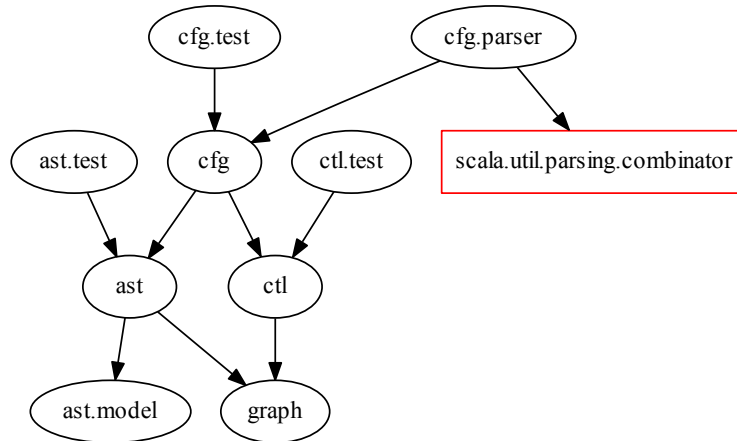 cfg.test
cfg.parser
ast.test
cfg
ctl.test
scala.util.parsing.combinator
ast
ctl
ast.model
graph